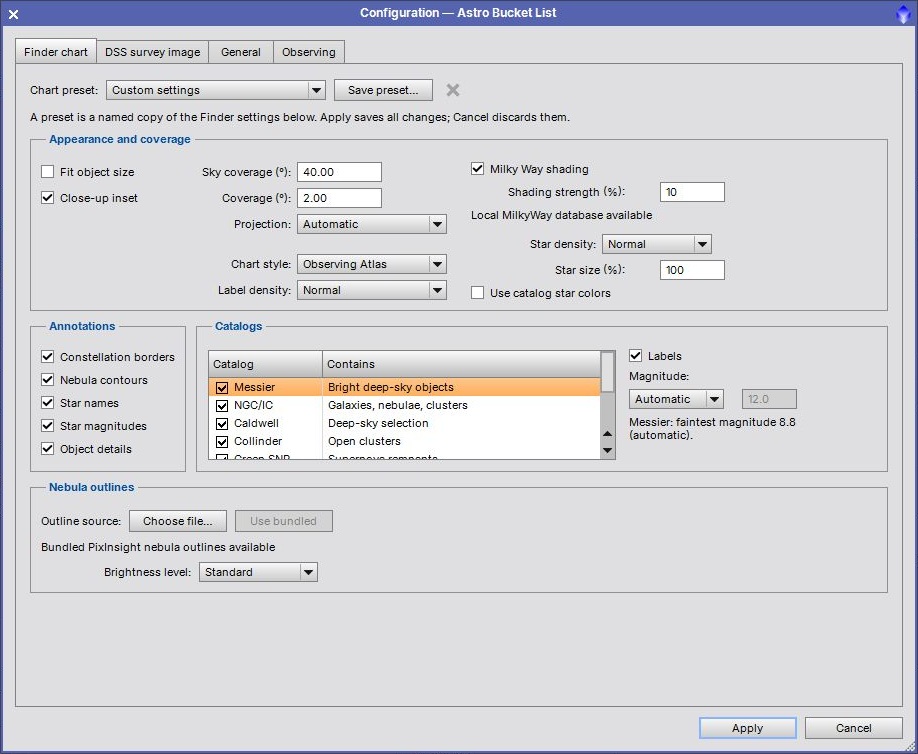 Configuration — Astro Bucket List
Finder chart DSS survey image General Observing
Chart preset: Custom settings Save preset...
A preset is a named copy of the Finder settings below. Apply saves all changes; Cancel discards them.
Appearance and coverage
Fit object size Sky coverage (°): 40.00 Milky Way shading
Close-up inset Coverage (°): 2.00 Shading strength (%): 10
Projection: Automatic Local MilkyWay database available
Star density: Normal
Chart style: Observing Atlas Star size (%): 100
Label density: Normal Use catalog star colors
Annotations
Constellation borders
Nebula contours
Star names
Star magnitudes
Object details
Catalogs
Catalog Contains
Messier Bright deep-sky objects
NGC/IC Galaxies, nebulae, clusters
Caldwell Deep-sky selection
Collinder Open clusters
Green SNR Supernova remnants
Labels
Magnitude:
Automatic 12.0
Messier: faintest magnitude 8.8
(automatic).
Nebula outlines
Outline source: Choose file... Use bundled
Bundled PixInsight nebula outlines available
Brightness level: Standard
Apply Cancel